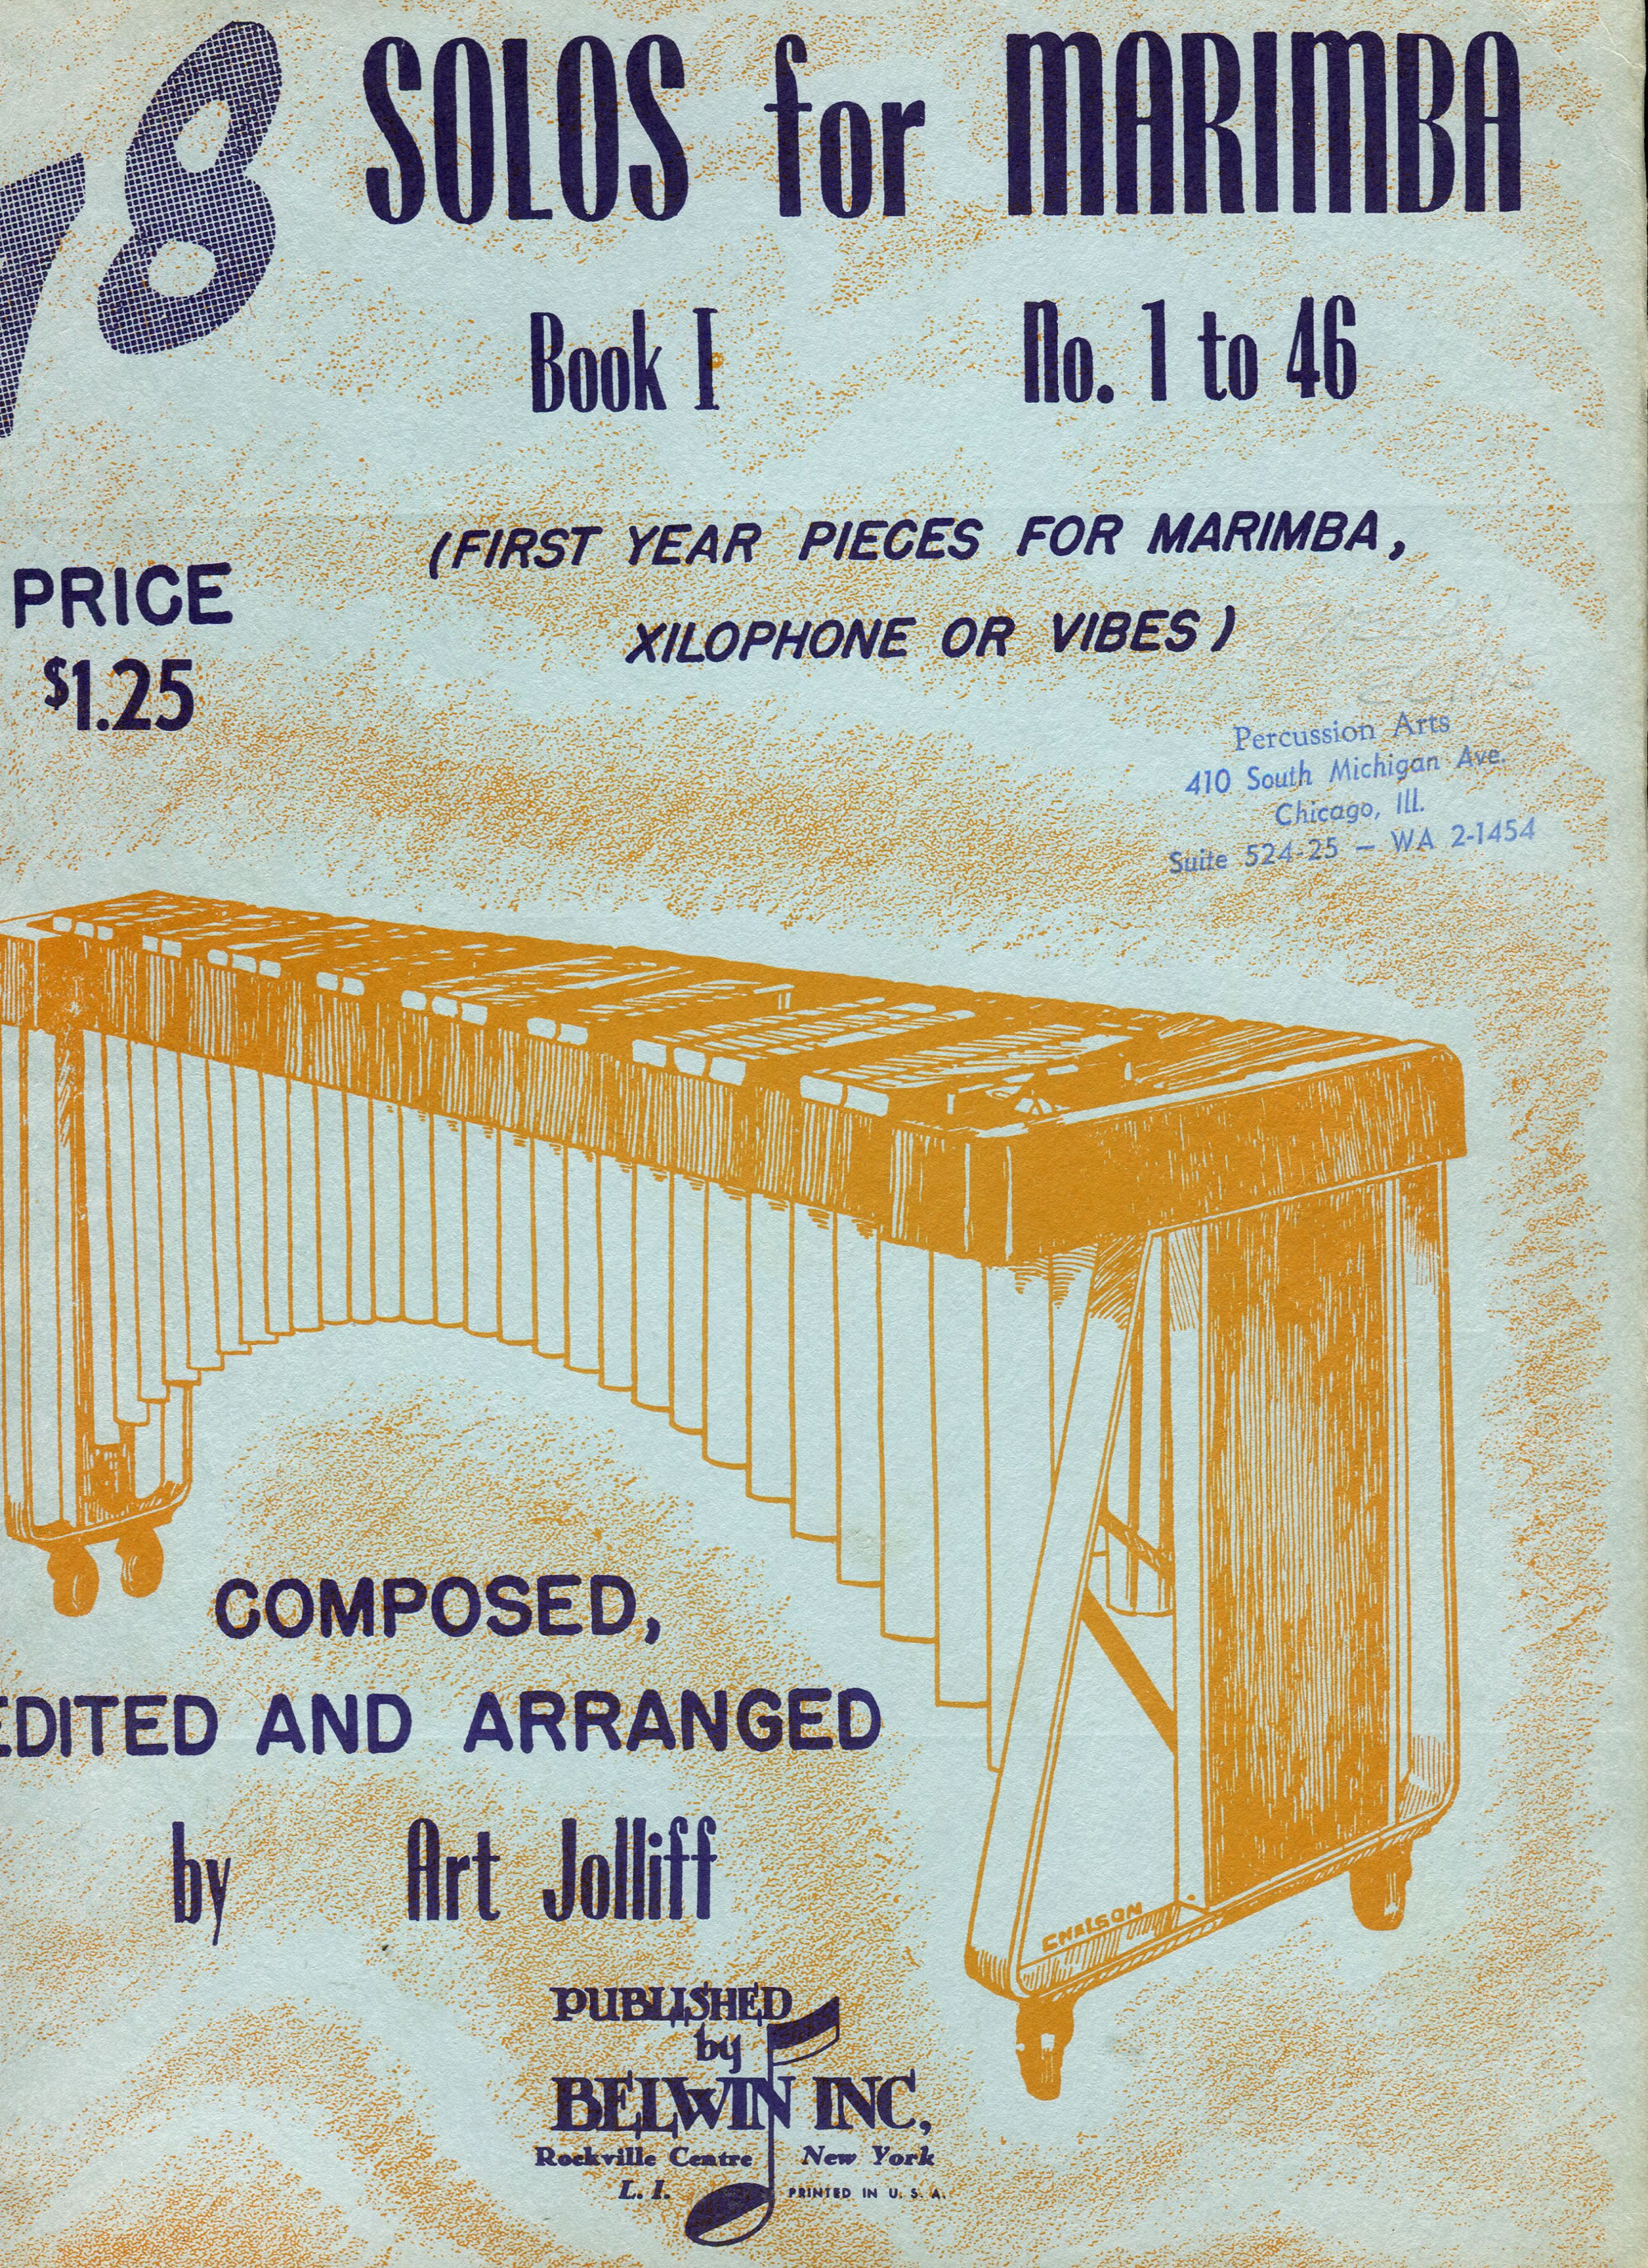 78 SOLOS for MARIMBA
Book I No. 1 to 46
(FIRST YEAR PIECES FOR MARIMBA,
XILOPHONE OR VIBES)
PRICE
$1.25
Percussion Arts
410 South Michigan Ave.
Chicago, Ill.
Suite 524-25 — WA 2-1454
COMPOSED,
EDITED AND ARRANGED
by Art Jolliff
CHALSON
PUBLISHED
by
BELWIN INC,
Rockville Centre New York
L. I. PRINTED IN U. S. A.